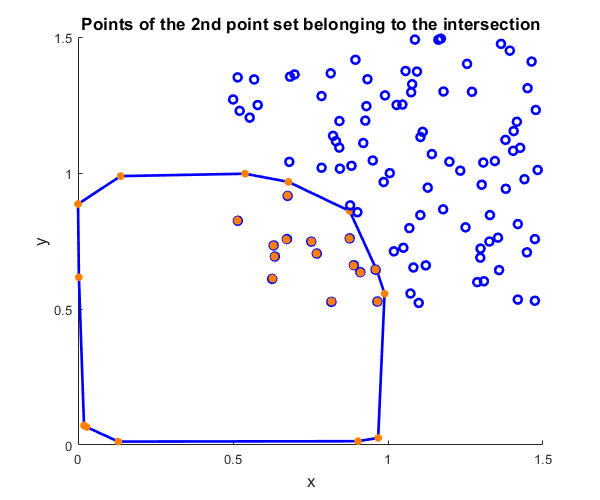 Points of the 2nd point set belonging to the intersection
1.5
1
y
0.5
0
0
0.5
1
1.5
x